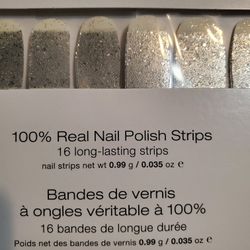 100% Real Nail Polish Strips
16 long-lasting strips
nail strips net wt 0.99 g / 0.035 oz ℮
Bandes de vernis
à ongles véritable à 100%
16 bandes de longue durée
Poids net des bandes de vernis 0.99 g / 0.035 oz ℮